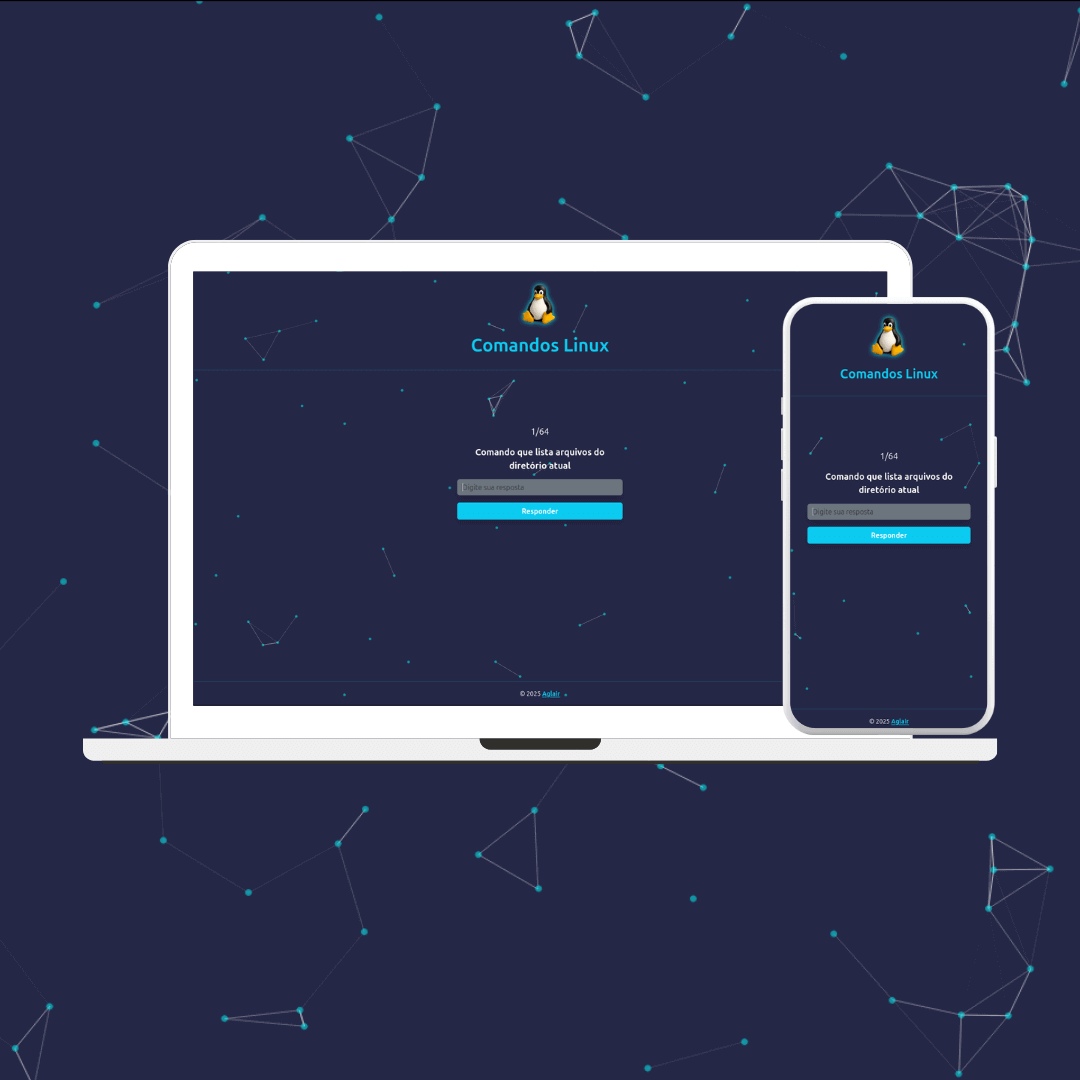 Comandos Linux
1/64
Comando que lista arquivos do
diretório atual
Digite sua resposta
Responder
© 2025 Aglair
Comandos Linux
1/64
Comando que lista arquivos do
diretório atual
Digite sua resposta
Responder
© 2025 Aglair